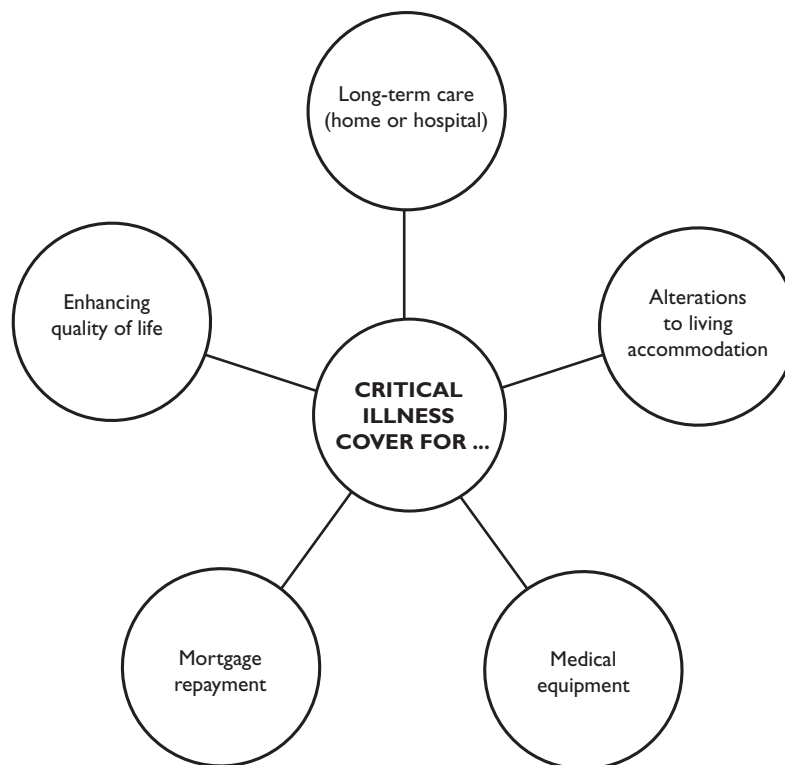 Long-term care
(home or hospital)
Enhancing
quality of life
Alterations
to living
accommodation
CRITICAL
ILLNESS
COVER FOR ...
Mortgage
repayment
Medical
equipment